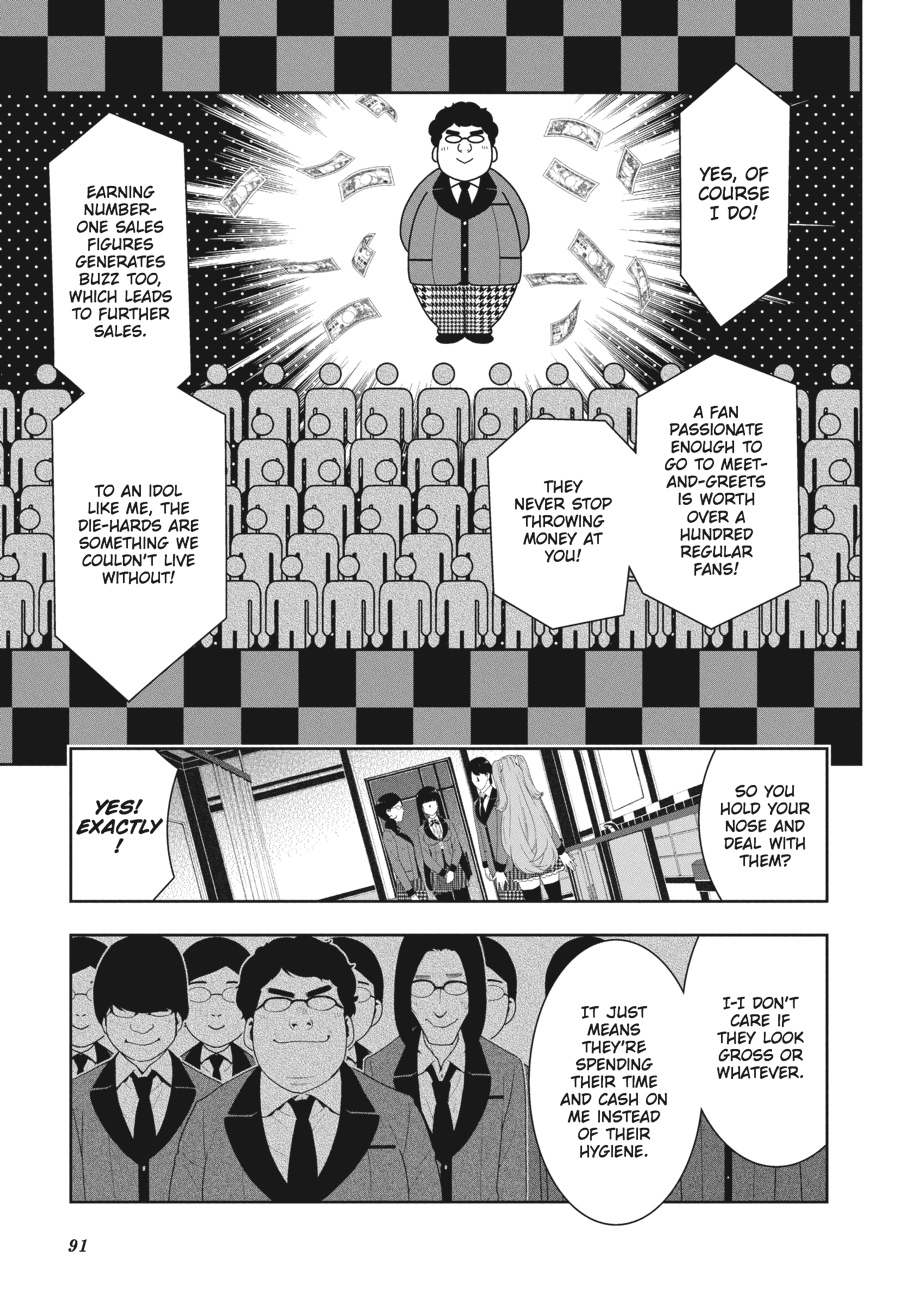 YES, OF
COURSE
I DO!
A FAN
PASSIONATE
ENOUGH TO
GO TO MEET-
AND-GREETS
IS WORTH
OVER A
HUNDRED
REGULAR
FANS!
THEY
NEVER STOP
THROWING
MONEY AT
YOU!
EARNING
NUMBER-
ONE SALES
FIGURES
GENERATES
BUZZ TOO,
WHICH LEADS
TO FURTHER
SALES.
TO AN IDOL
LIKE ME, THE
DIE-HARDS ARE
SOMETHING WE
COULDN'T LIVE
WITHOUT!
SO YOU
HOLD YOUR
NOSE AND
DEAL WITH
THEM?
YES!
EXACTLY
!
I-I DON'T
CARE IF
THEY LOOK
GROSS OR
WHATEVER.
IT JUST
MEANS
THEY'RE
SPENDING
THEIR TIME
AND CASH ON
ME INSTEAD
OF THEIR
HYGIENE.
91